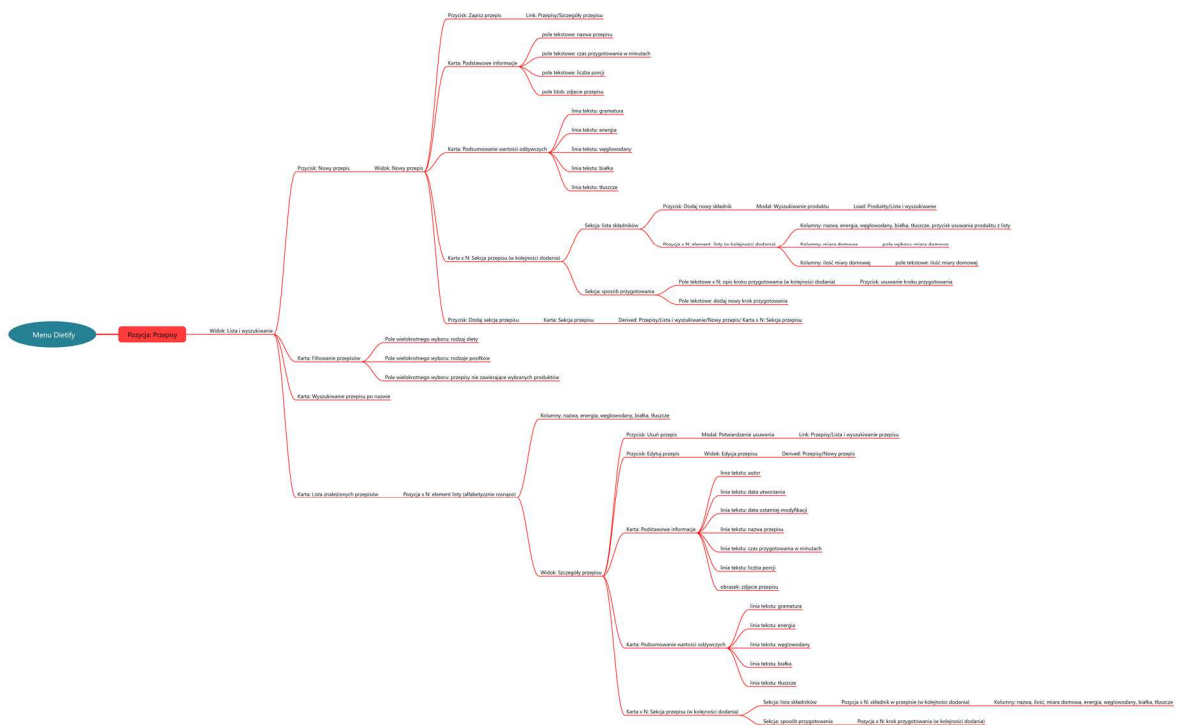 Menu Dietify
Pozycja: Przepisy
Widok: Lista i wyszukiwanie
Przycisk: Nowy przepis
Widok: Nowy przepis
Przycisk: Zapisz przepis
Link: Przepisy/Szczegóły przepisu
Karta: Podstawowe informacje
pole tekstowe: nazwa przepisu
pole tekstowe: czas przygotowania w minutach
pole tekstowe: liczba porcji
pole blob: zdjęcie przepisu
Karta: Podsumowanie wartości odżywczych
linia tekstu: gramatura
linia tekstu: energia
linia tekstu: węglowodany
linia tekstu: białka
linia tekstu: tłuszcze
Karta x N: Sekcja przepisu (w kolejności dodania)
Sekcja: lista składników
Przycisk: Dodaj nowy składnik
Modal: Wyszukiwanie produktu
Load: Produkty/Lista i wyszukiwanie
Pozycja x N: element listy (w kolejności dodania)
Kolumny: nazwa, energia, węglowodany, białka, tłuszcze, przycisk usuwania produktu z listy
Kolumny: miara domowa
pole wyboru: miara domowa
Kolumny: ilość miary domowej
pole tekstowe: ilość miary domowej
Sekcja: sposób przygotowania
Pole tekstowe x N: opis kroku przygotowania (w kolejności dodania)
Przycisk: usuwanie kroku przygotowania
Pole tekstowe: dodaj nowy krok przygotowania
Przycisk: Dodaj sekcję przepisu
Karta: Sekcja przepisu
Derived: Przepisy/Lista i wyszukiwanie/Nowy przepis/ Karta x N: Sekcja przepisu
Karta: Filtowanie przepisów
Pole wielokrotnego wyboru: rodzaj diety
Pole wielokrotnego wyboru: rodzaje posiłków
Pole wielokrotnego wyboru: przepisy nie zawierające wybranych produktów
Karta: Wyszukiwanie przepisu po nazwie
Karta: Lista znalezionych przepisów
Pozycja x N: element listy (alfabetycznie rosnąco)
Kolumny: nazwa, energia, węglowodany, białka, tłuszcze
Widok: Szczegóły przepisu
Przycisk: Usuń przepis
Modal: Potwierdzenie usuwania
Link: Przepisy/Lista i wyszukiwanie przepisu
Przycisk: Edytuj przepis
Widok: Edycja przepisu
Derived: Przepisy/Nowy przepis
Karta: Podstawowe informacje
linia tekstu: autor
linia tekstu: data utworzenia
linia tekstu: data ostatniej modyfikacji
linia tekstu: nazwa przepisu
linia tekstu: czas przygotowania w minutach
linia tekstu: liczba porcji
obrazek: zdjęcie przepisu
Karta: Podsumowanie wartości odżywczych
linia tekstu: gramatura
linia tekstu: energia
linia tekstu: węglowodany
linia tekstu: białka
linia tekstu: tłuszcze
Karta x N: Sekcja przepisu (w kolejności dodania)
Sekcja: lista składników
Pozycja x N: składnik w przepisie (w kolejności dodania)
Kolumny: nazwa, ilość, miara domowa, energia, węglowodany, białka, tłuszcze
Sekcja: sposób przygotowania
Pozycja x N: krok przygotowania (w kolejności dodania)